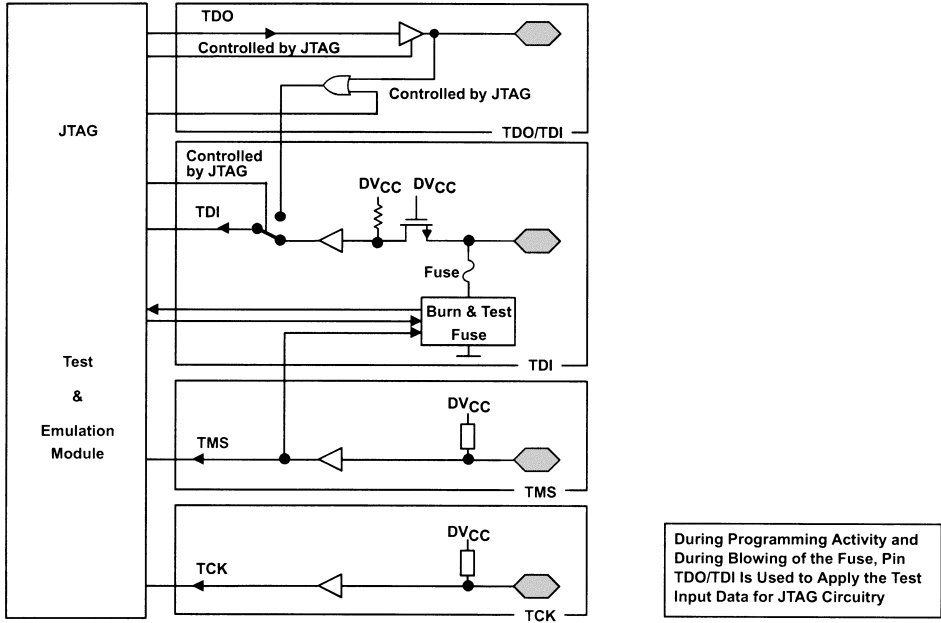 TDO
Controlled by JTAG
Controlled by JTAG
TDO/TDI
JTAG
Controlled
by JTAG
DVCC
DVCC
TDI
Fuse
Burn & Test
Fuse
TDI
Test
&
Emulation
Module
DVCC
TMS
TMS
DVCC
TCK
TCK
During Programming Activity and
During Blowing of the Fuse, Pin
TDO/TDI Is Used to Apply the Test
Input Data for JTAG Circuitry